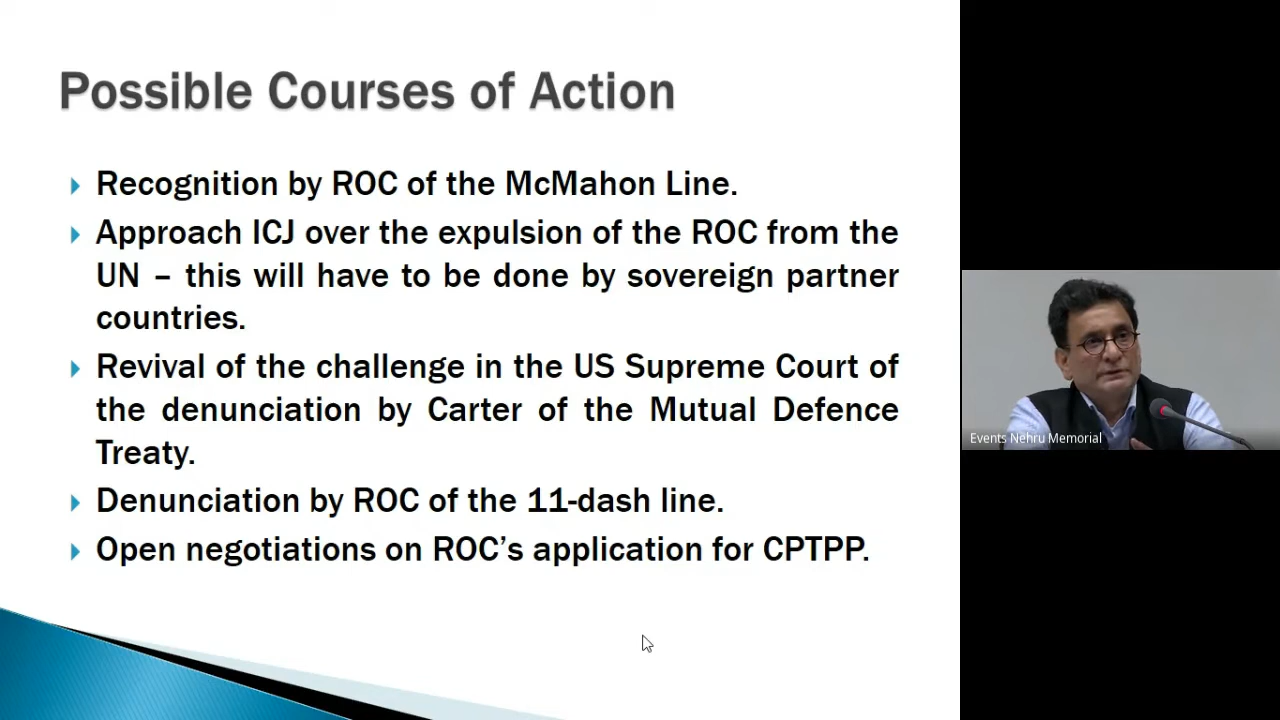 Possible Courses of Action
Recognition by ROC of the McMahon Line.
Approach ICJ over the expulsion of the ROC from the
UN – this will have to be done by sovereign partner
countries.
Revival of the challenge in the US Supreme Court of
the denunciation by Carter of the Mutual Defence
Treaty.
Denunciation by ROC of the 11-dash line.
Open negotiations on ROC’s application for CPTPP.
Events Nehru Memorial